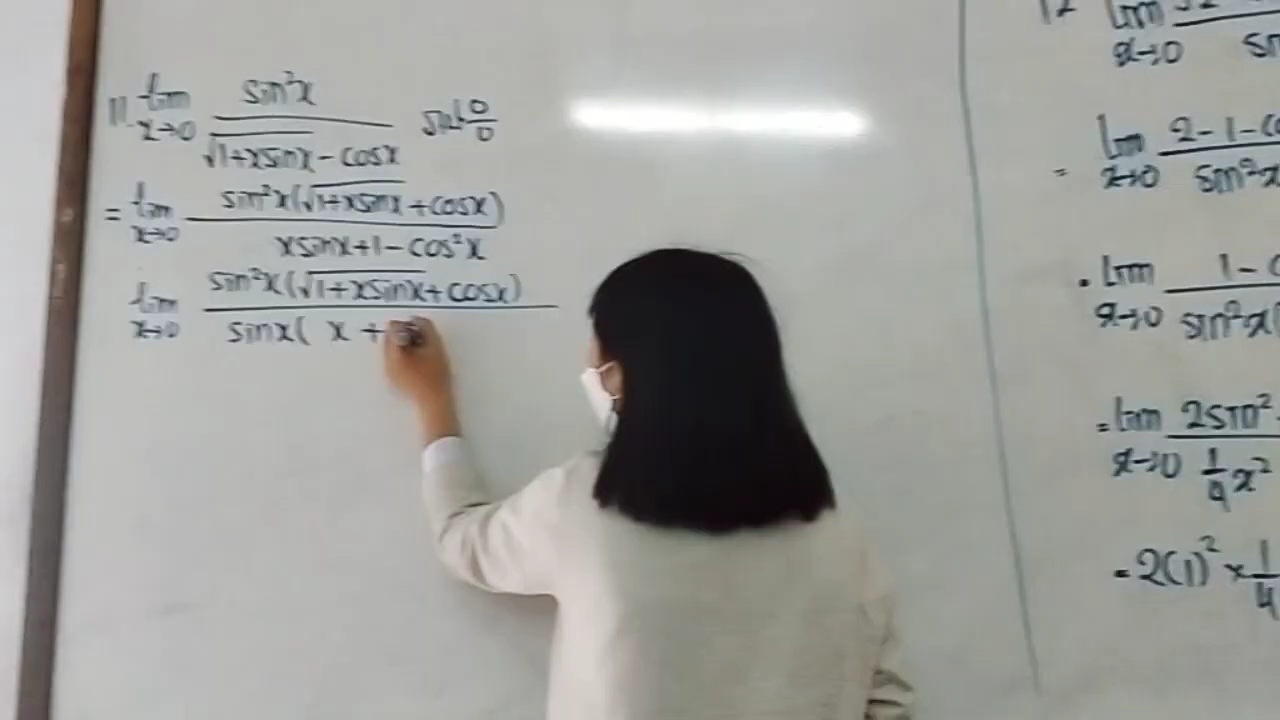 11. lim x→0 sin²x / √1+xsinx - cosx 0/0
= lim x→0 sin²x(√1+xsinx + cosx) / xsinx+1-cos²x
lim x→0 sin²x(√1+xsinx + cosx) / sinx( x +
12 lim x→0
= lim x→0 2-1- / sin²x
. lim x→0 1- / sin²x(
= lim x→0 2sin² / 1/4 x²
= 2(1)² × 1/4